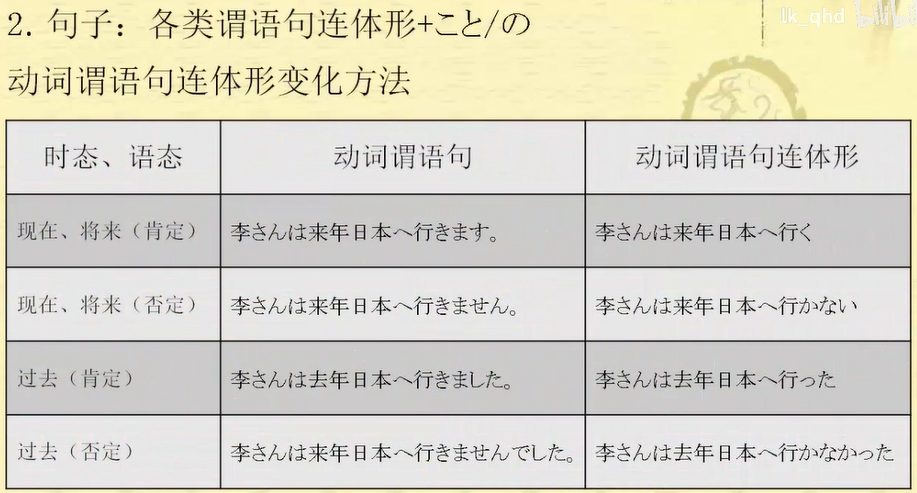 lk_qhd bilibili
2. 句子：各类谓语句连体形+こと/の
动词谓语句连体形变化方法
时态、语态 动词谓语句 动词谓语句连体形
现在、将来（肯定） 李さんは来年日本へ行きます。 李さんは来年日本へ行く
现在、将来（否定） 李さんは来年日本へ行きません。 李さんは来年日本へ行かない
过去（肯定） 李さんは去年日本へ行きました。 李さんは去年日本へ行った
过去（否定） 李さんは来年日本へ行きませんでした。 李さんは去年日本へ行かなかった